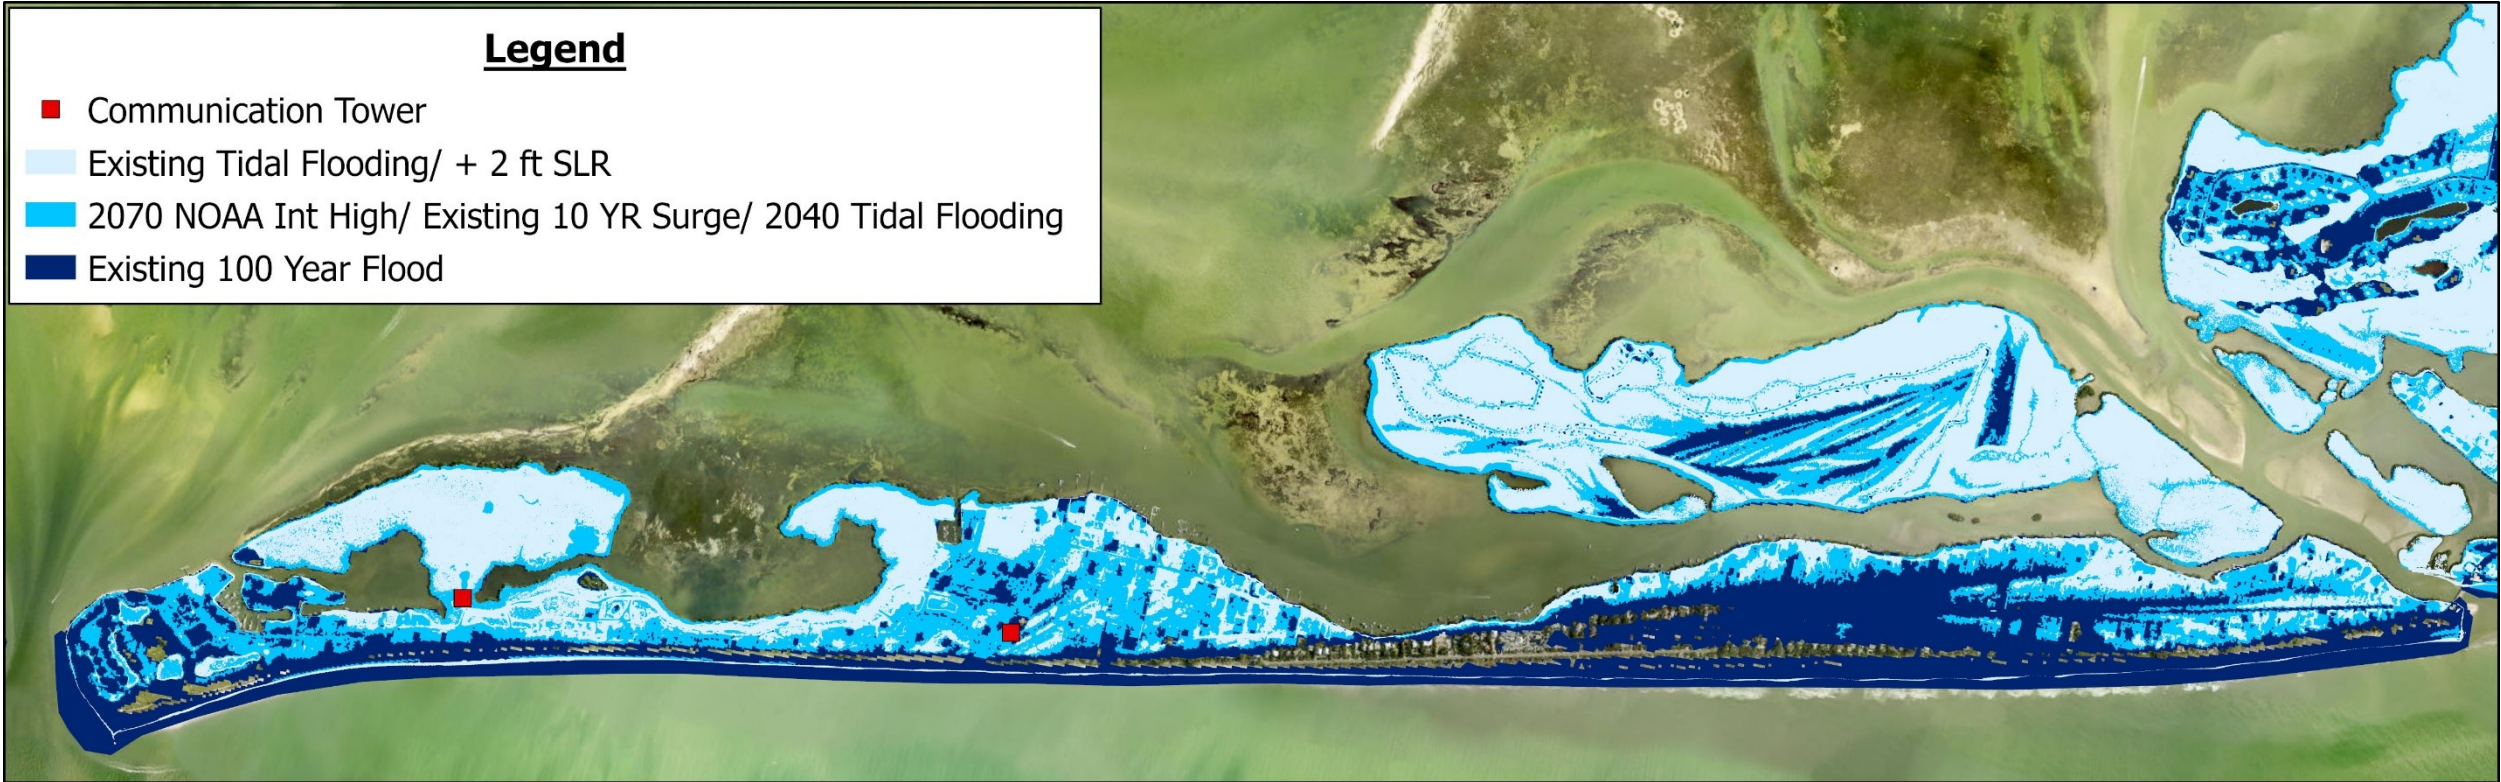 Legend
Communication Tower
Existing Tidal Flooding/ + 2 ft SLR
2070 NOAA Int High/ Existing 10 YR Surge/ 2040 Tidal Flooding
Existing 100 Year Flood